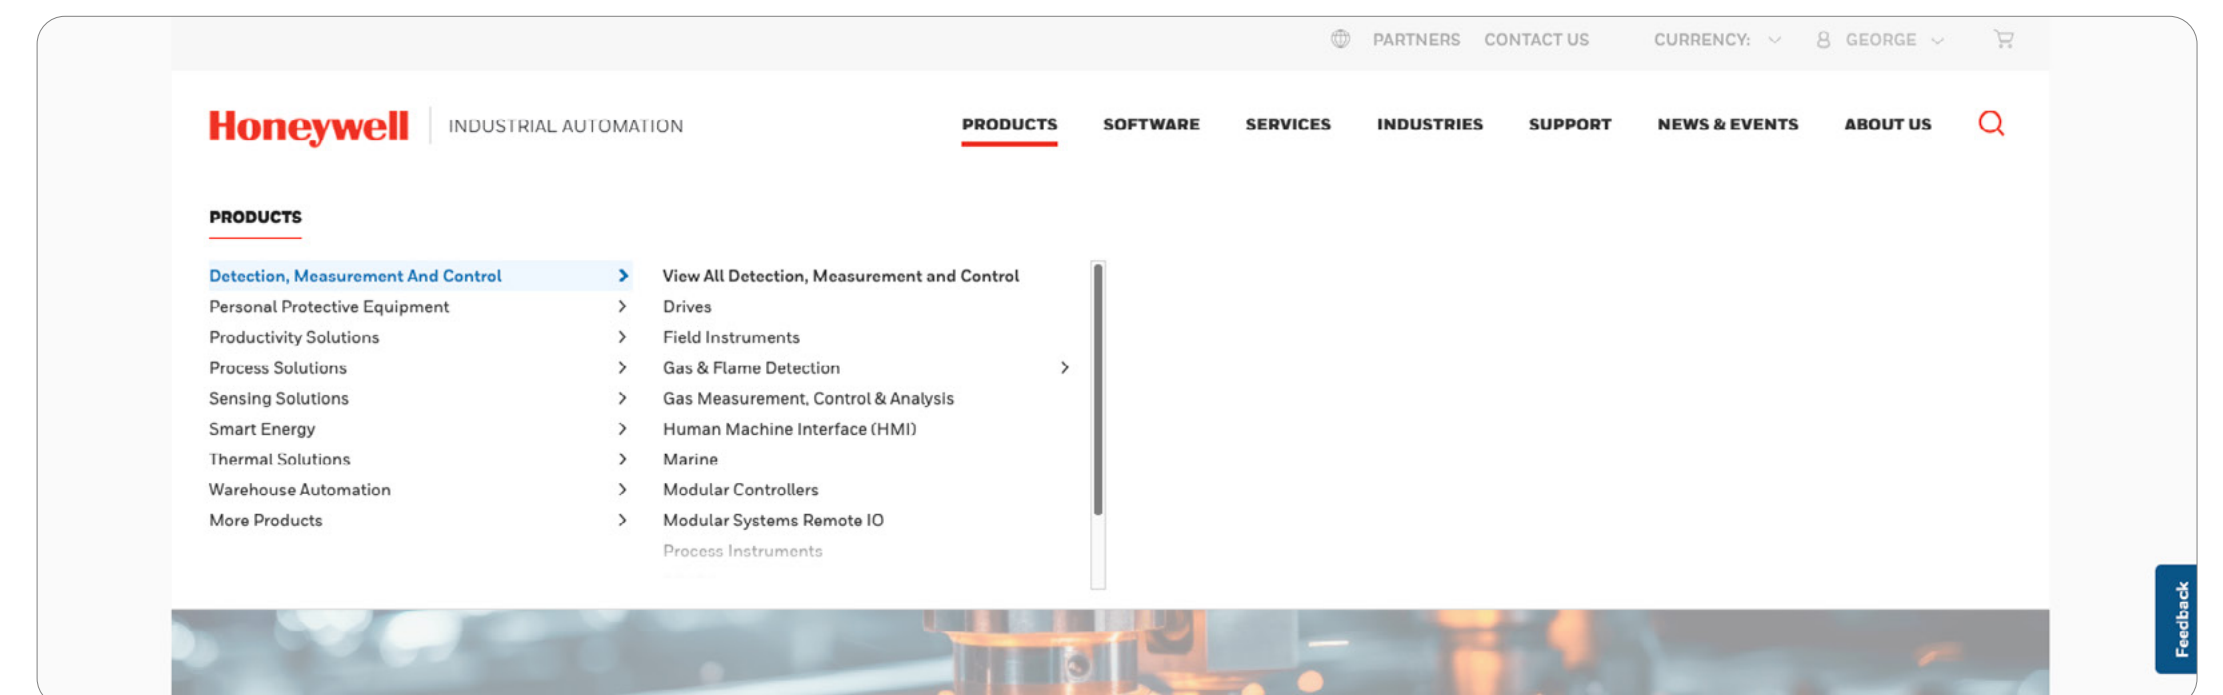 PARTNERS CONTACT US CURRENCY: GEORGE
Honeywell INDUSTRIAL AUTOMATION
PRODUCTS SOFTWARE SERVICES INDUSTRIES SUPPORT NEWS & EVENTS ABOUT US
PRODUCTS
Detection, Measurement And Control
Personal Protective Equipment
Productivity Solutions
Process Solutions
Sensing Solutions
Smart Energy
Thermal Solutions
Warehouse Automation
More Products
View All Detection, Measurement and Control
Drives
Field Instruments
Gas & Flame Detection
Gas Measurement, Control & Analysis
Human Machine Interface (HMI)
Marine
Modular Controllers
Modular Systems Remote IO
Process Instruments
Feedback